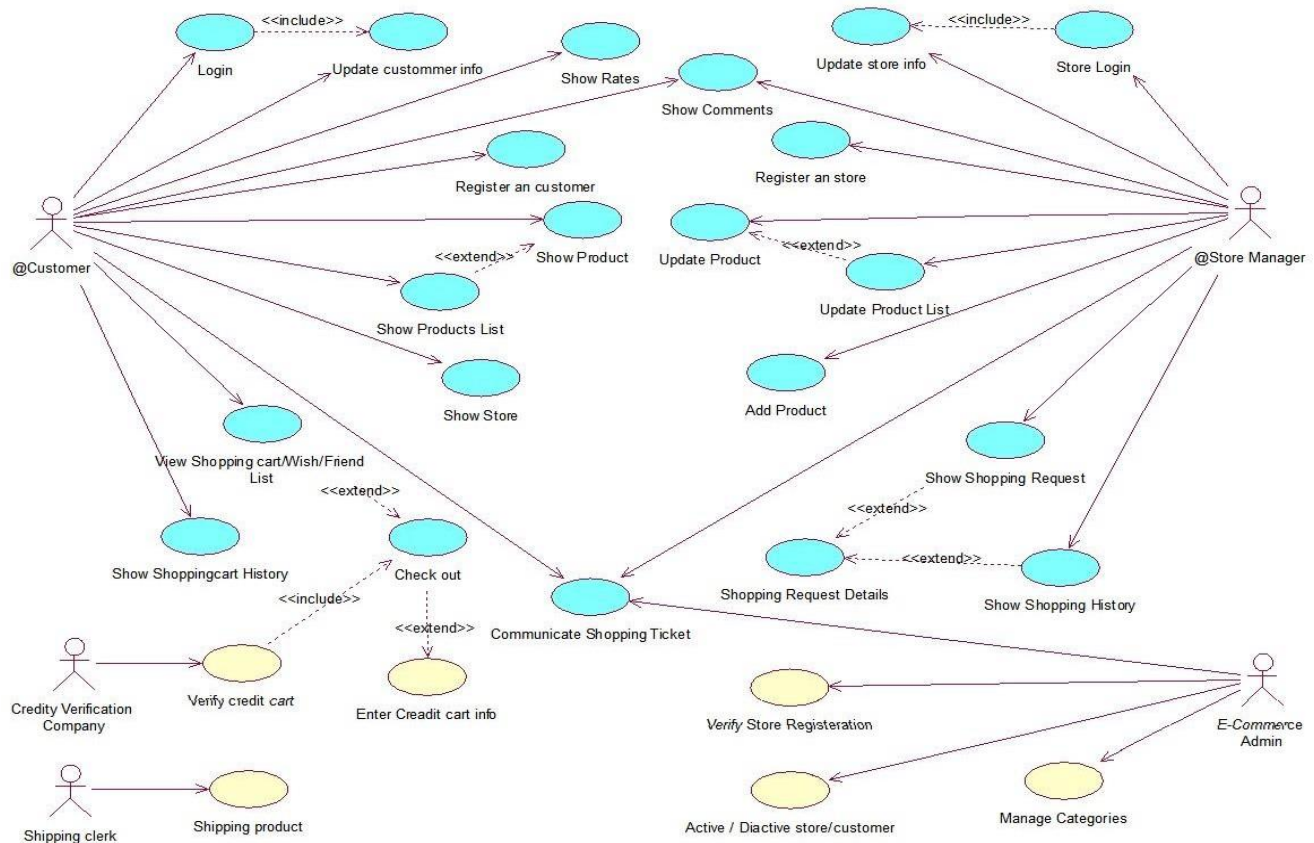 <<include>>
<<include>>
Login
Update custommer info
Show Rates
Update store info
Store Login
Show Comments
Register an customer
Register an store
@Customer
<<extend>>
Show Product
Update Product
<<extend>>
@Store Manager
Show Products List
Update Product List
Show Store
Add Product
View Shopping cart/Wish/Friend
List
Show Shopping Request
<<extend>>
<<extend>>
Show Shoppingcart History
Check out
<<extend>>
Shopping Request Details
Show Shopping History
<<include>>
<<extend>>
Communicate Shopping Ticket
Credity Verification
Company
Verify credit cart
Enter Creadit cart info
Verify Store Registeration
E-Commerce
Admin
Shipping clerk
Shipping product
Active / Diactive store/customer
Manage Categories